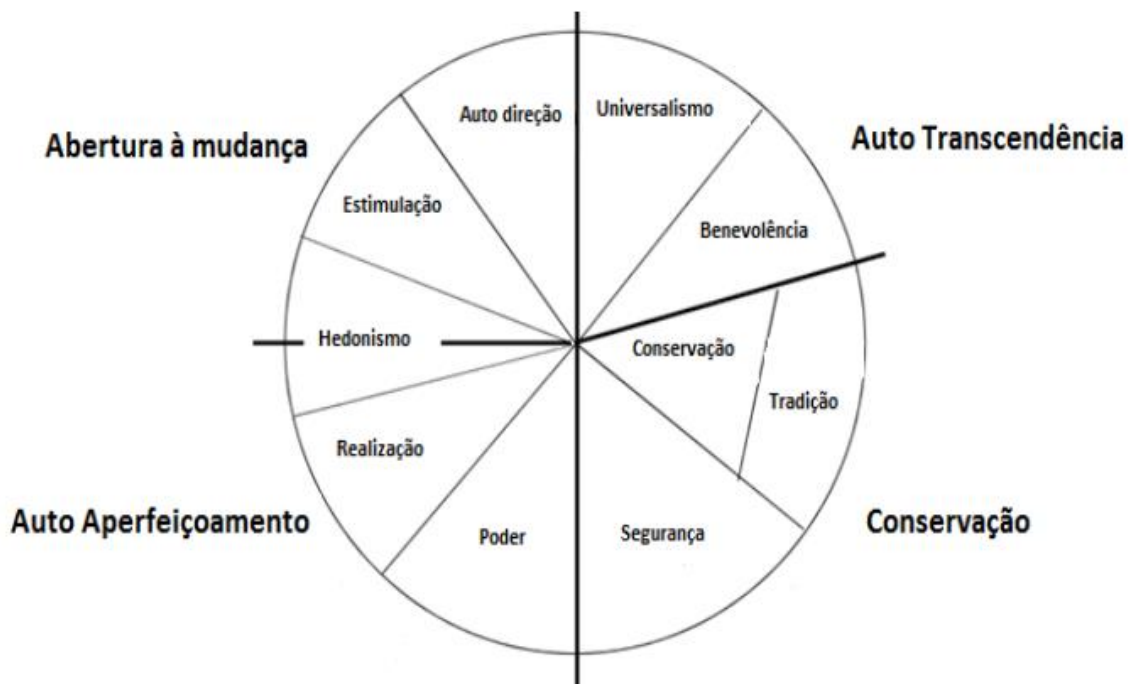 Auto direção
Universalismo
Abertura à mudança
Auto Transcendência
Estimulação
Benevolência
Hedonismo
Conservação
Tradição
Realização
Auto Aperfeiçoamento
Poder
Segurança
Conservação